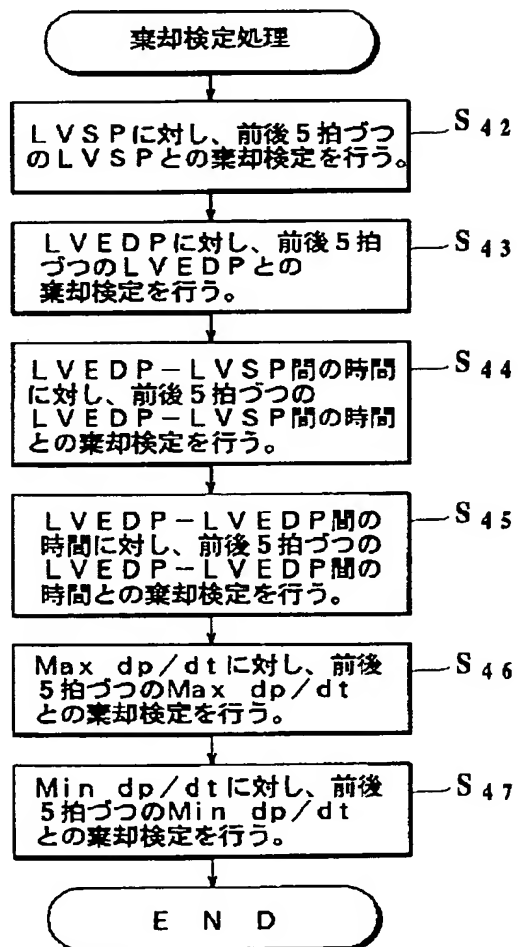 棄却検定処理
LVSPに対し、前後5拍づつ
のLVSPとの棄却検定を行う。
S42
LVEDPに対し、前後5拍
づつのLVEDPとの
棄却検定を行う。
S43
LVEDP－LVSP間の時間
に対し、前後5拍づつの
LVEDP－LVSP間の時間
との棄却検定を行う。
S44
LVEDP－LVEDP間の
時間に対し、前後5拍づつの
LVEDP－LVEDP間の
時間との棄却検定を行う。
S45
Max dp/dtに対し、前後
5拍づつのMax dp/dt
との棄却検定を行う。
S46
Min dp/dtに対し、前後
5拍づつのMin dp/dt
との棄却検定を行う。
S47
END